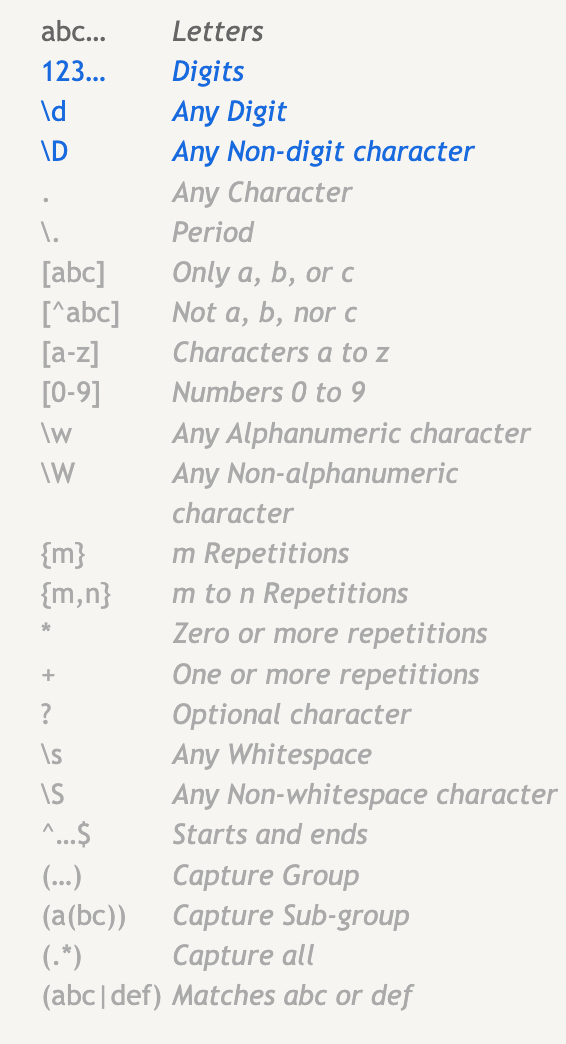 abc… Letters
123… Digits
\d Any Digit
\D Any Non-digit character
. Any Character
\. Period
[abc] Only a, b, or c
[^abc] Not a, b, nor c
[a-z] Characters a to z
[0-9] Numbers 0 to 9
\w Any Alphanumeric character
\W Any Non-alphanumeric
character
{m} m Repetitions
{m,n} m to n Repetitions
* Zero or more repetitions
+ One or more repetitions
? Optional character
\s Any Whitespace
\S Any Non-whitespace character
^…$ Starts and ends
(…) Capture Group
(a(bc)) Capture Sub-group
(.*) Capture all
(abc|def) Matches abc or def